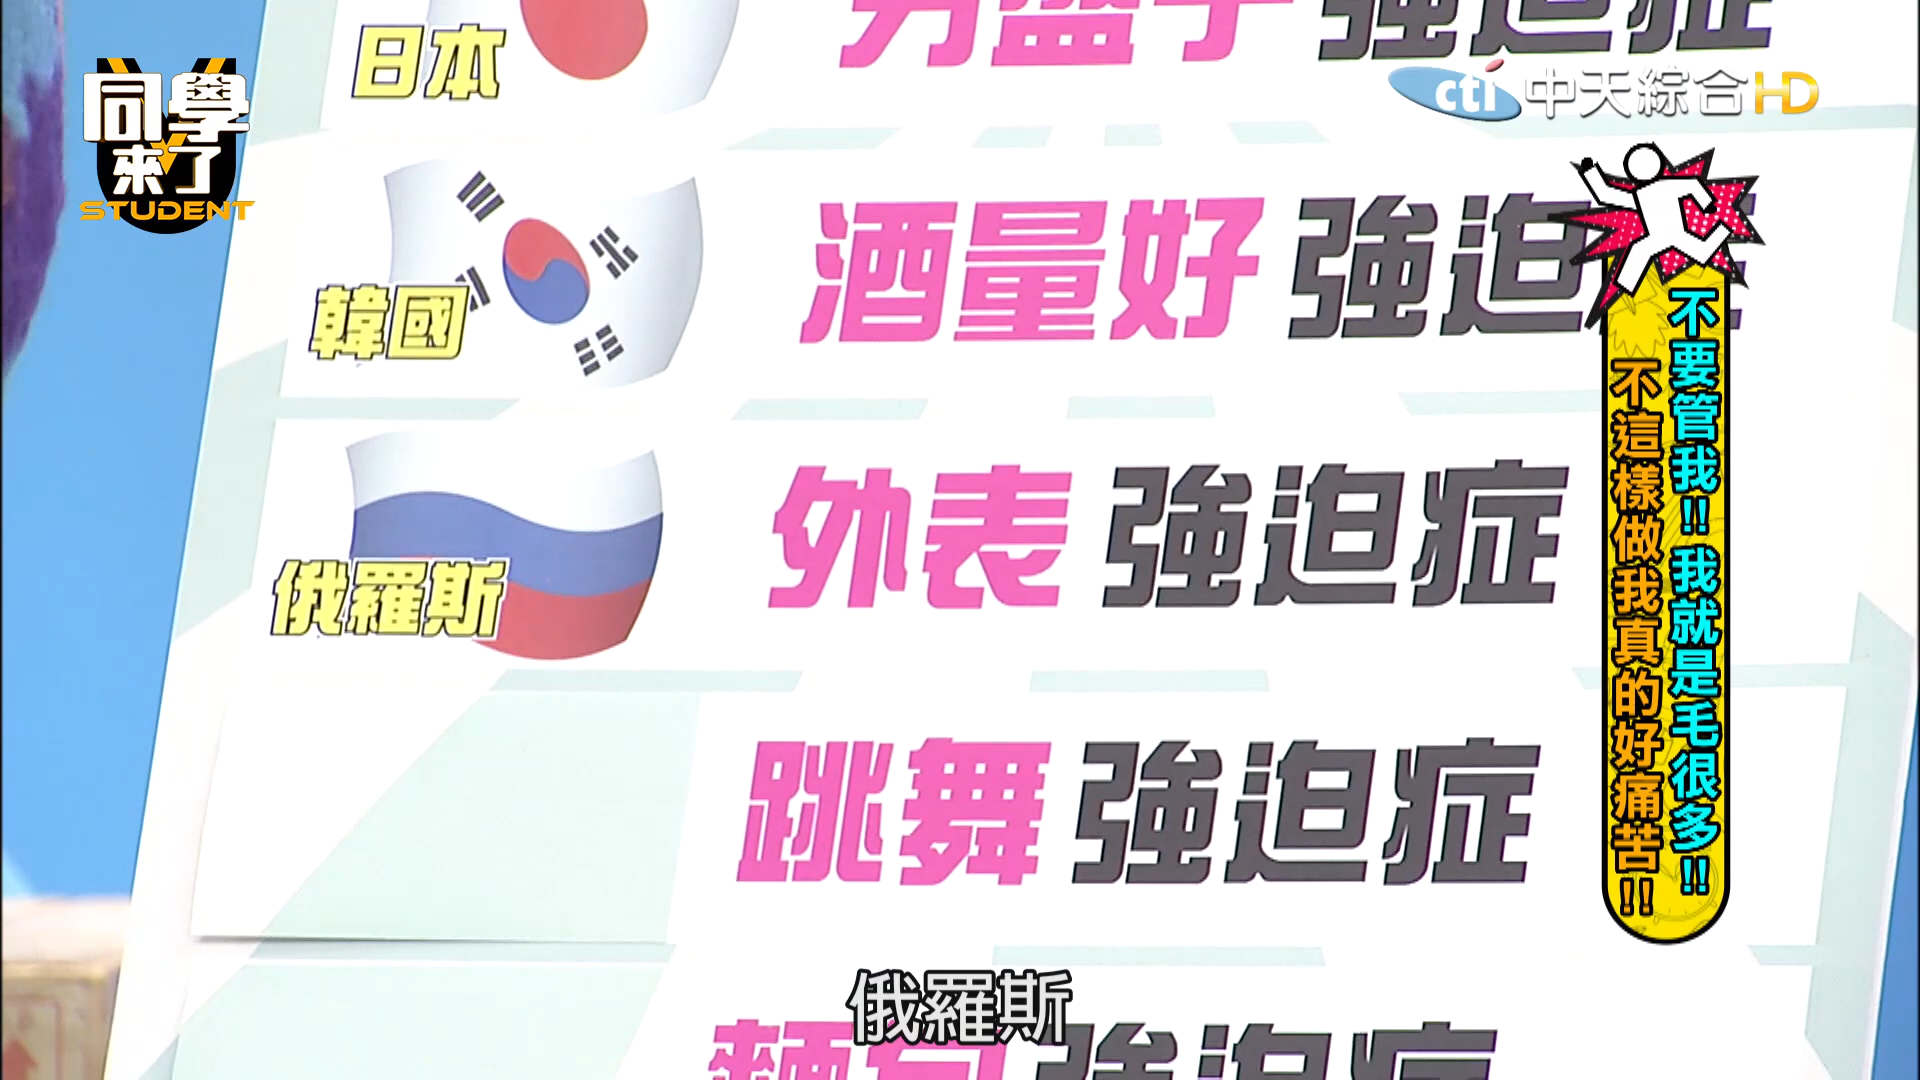 同學
來了
STUDENT
cti 中天綜合HD
日本
強迫症
韓國 酒量好 強迫
俄羅斯 外表 強迫症
跳舞 強迫症
強迫症
不要管我!!我就是毛很多!!
不這樣做我真的好痛苦!!
俄羅斯